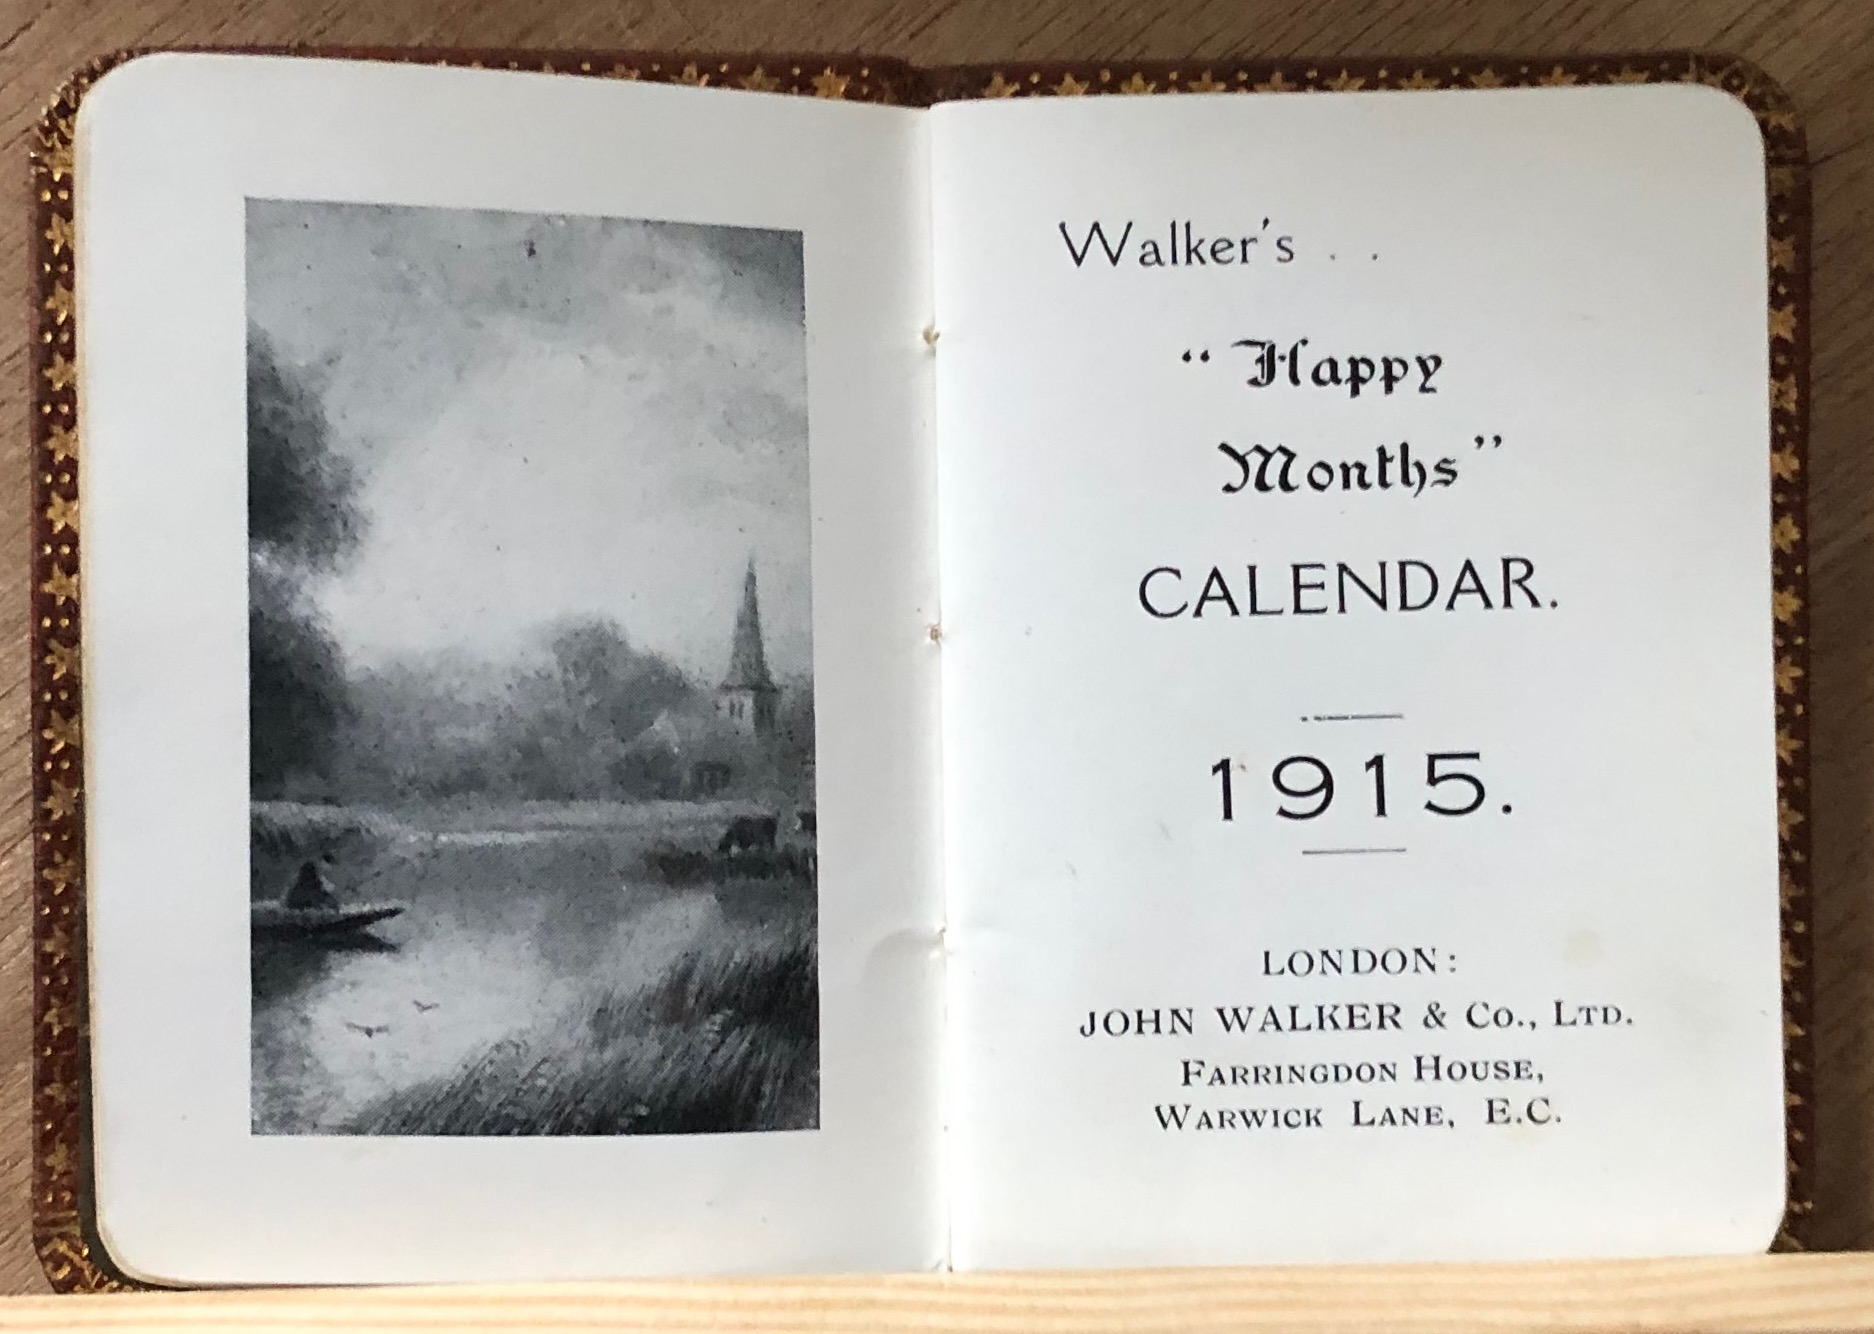 Walker's . .
“Happy
Months”
CALENDAR.
1915.
LONDON:
JOHN WALKER & Co., LTD.
FARRINGDON HOUSE,
WARWICK LANE, E.C.